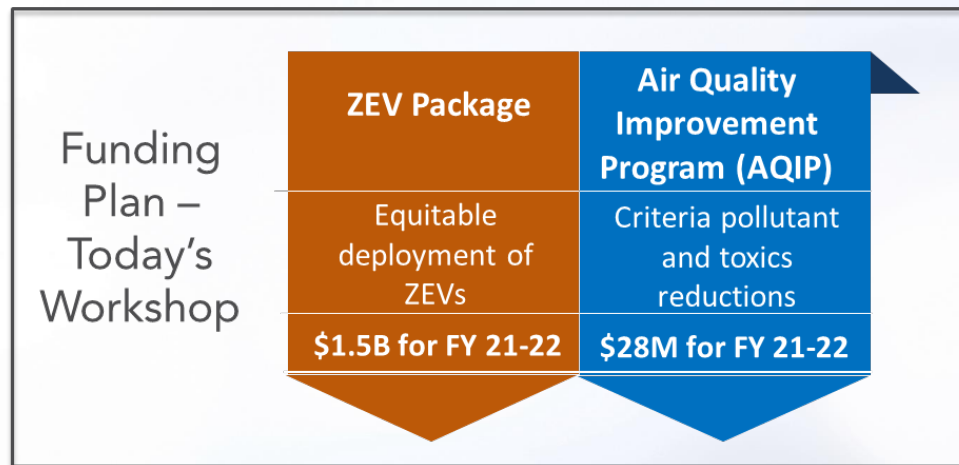 Funding
Plan –
Today's
Workshop
ZEV Package
Air Quality
Improvement
Program (AQIP)
Equitable
deployment of
ZEVs
Criteria pollutant
and toxics
reductions
$1.5B for FY 21-22
$28M for FY 21-22